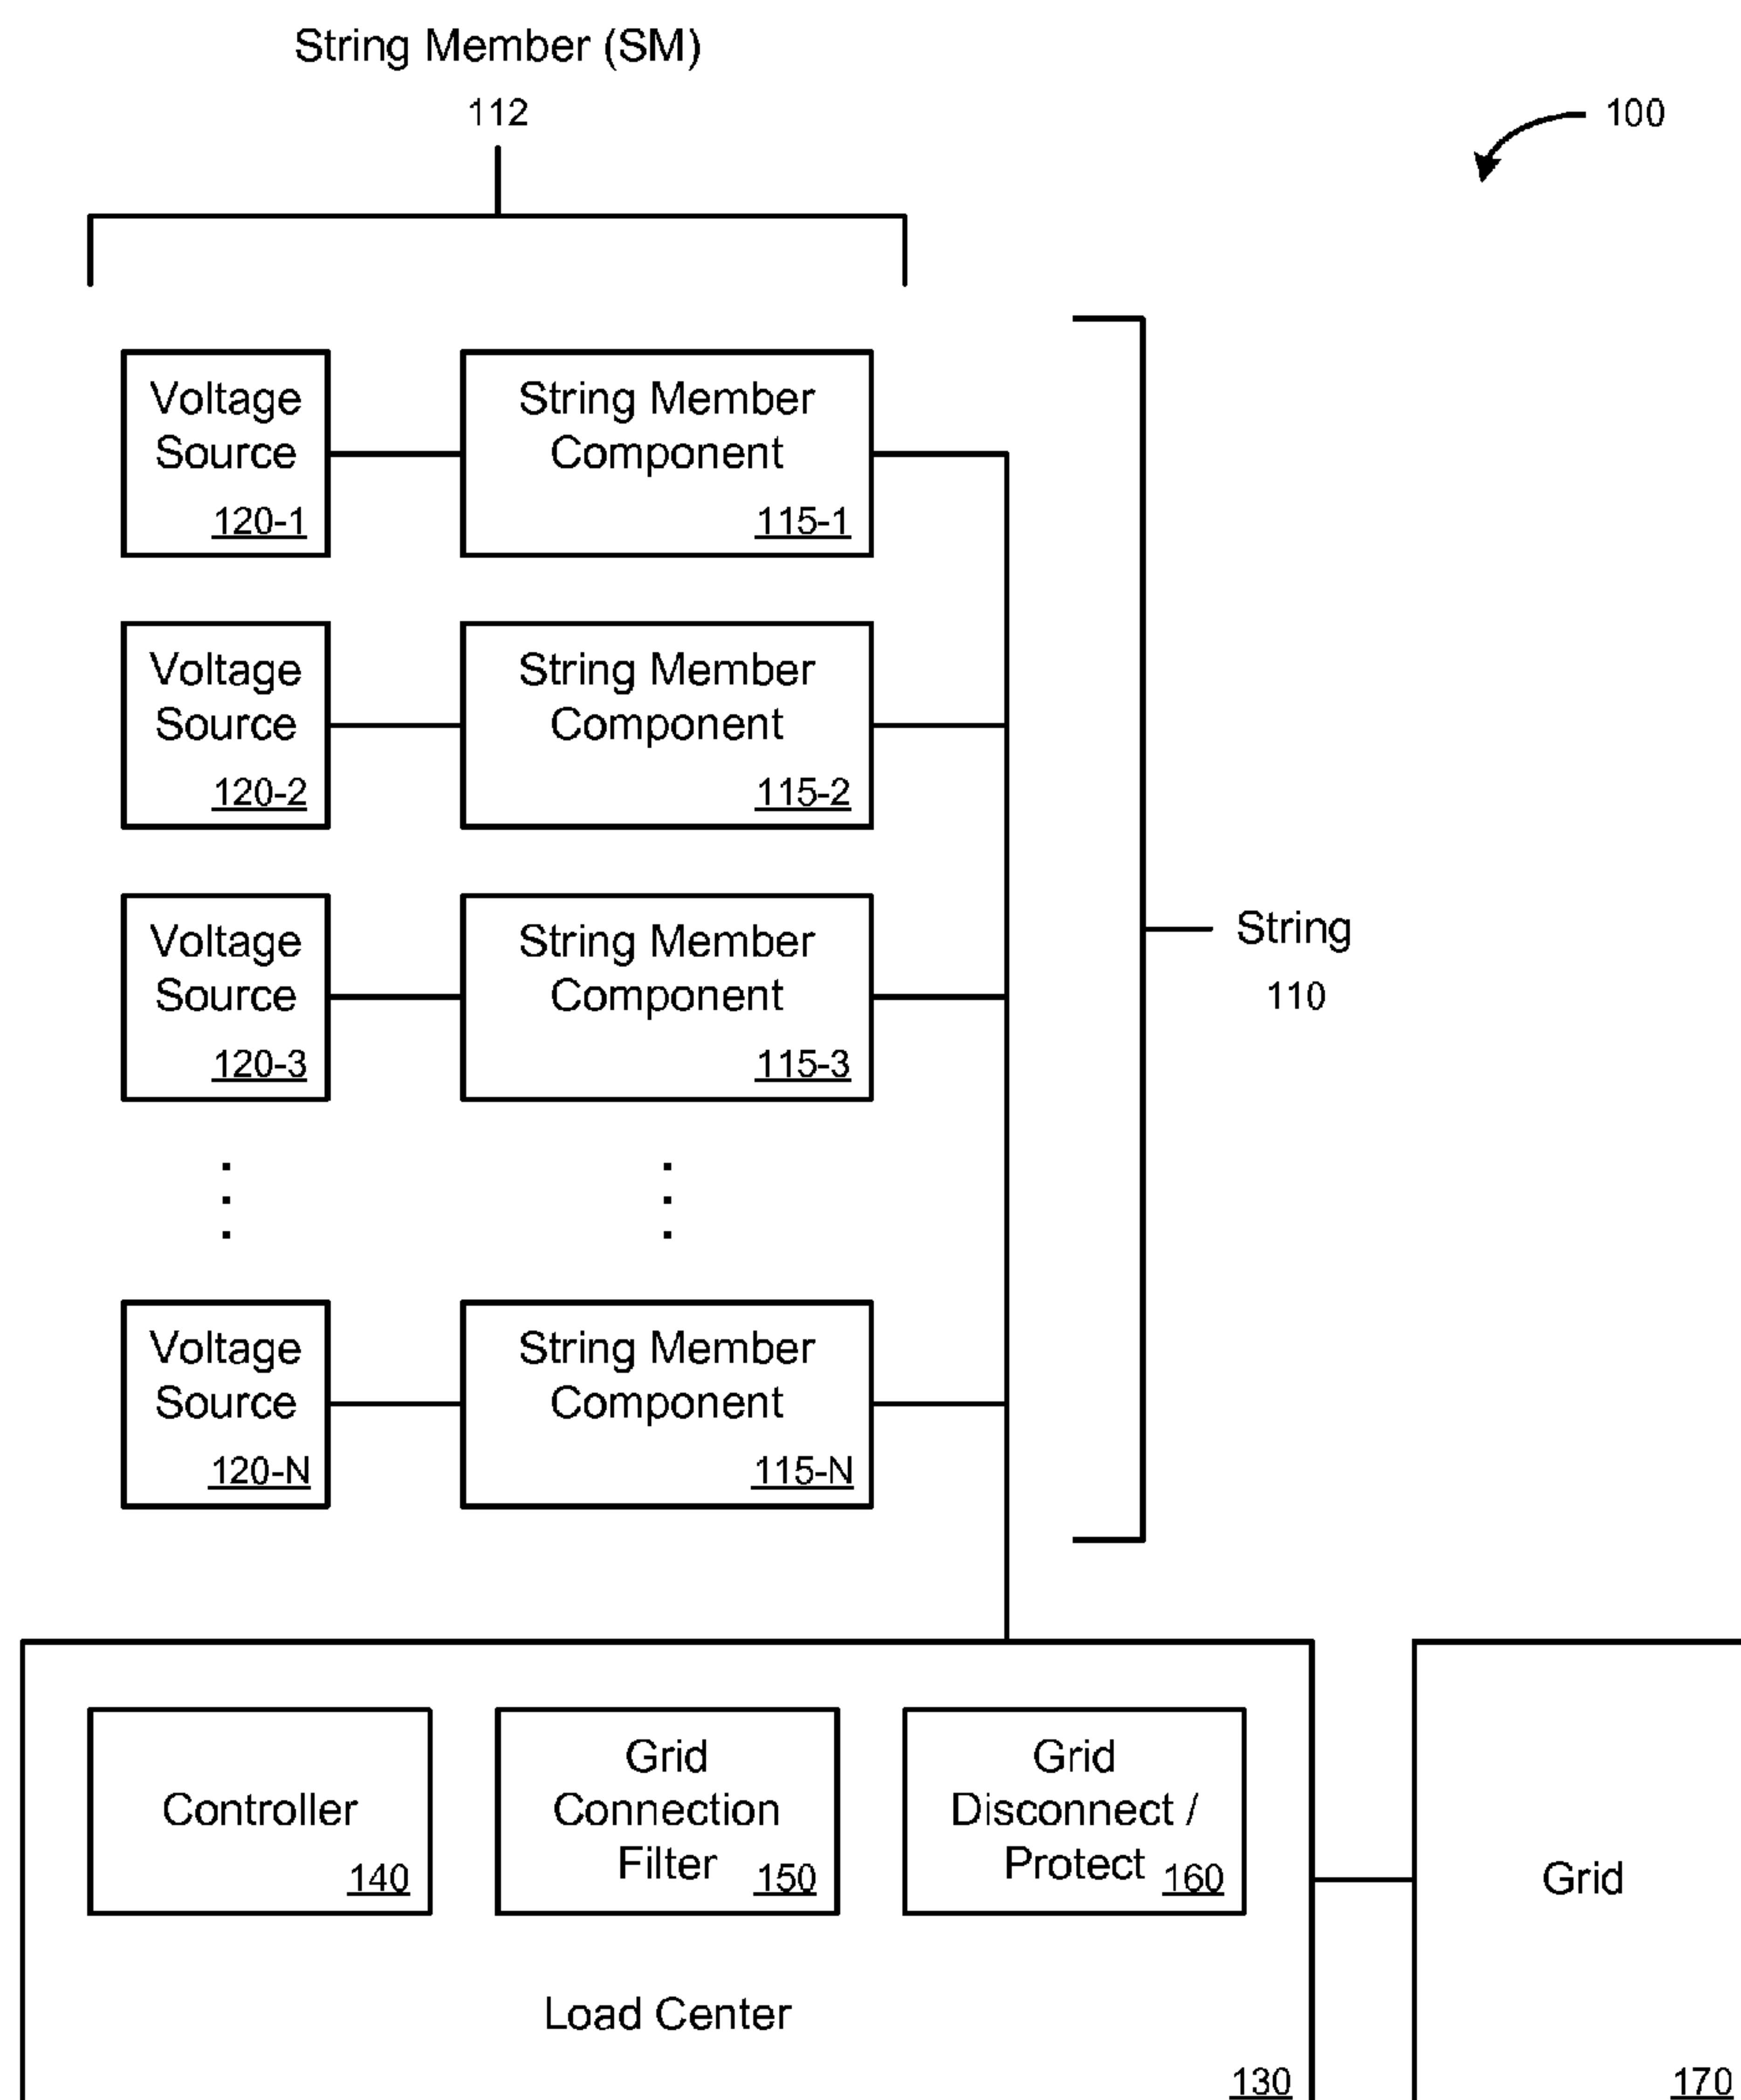 String Member (SM)
112
100
Voltage
Source
120-1
String Member
Component
115-1
Voltage
Source
120-2
String Member
Component
115-2
Voltage
Source
120-3
String Member
Component
115-3
String
110
Voltage
Source
120-N
String Member
Component
115-N
Controller
140
Grid
Connection
Filter
150
Grid
Disconnect /
Protect
160
Load Center
130
Grid
170